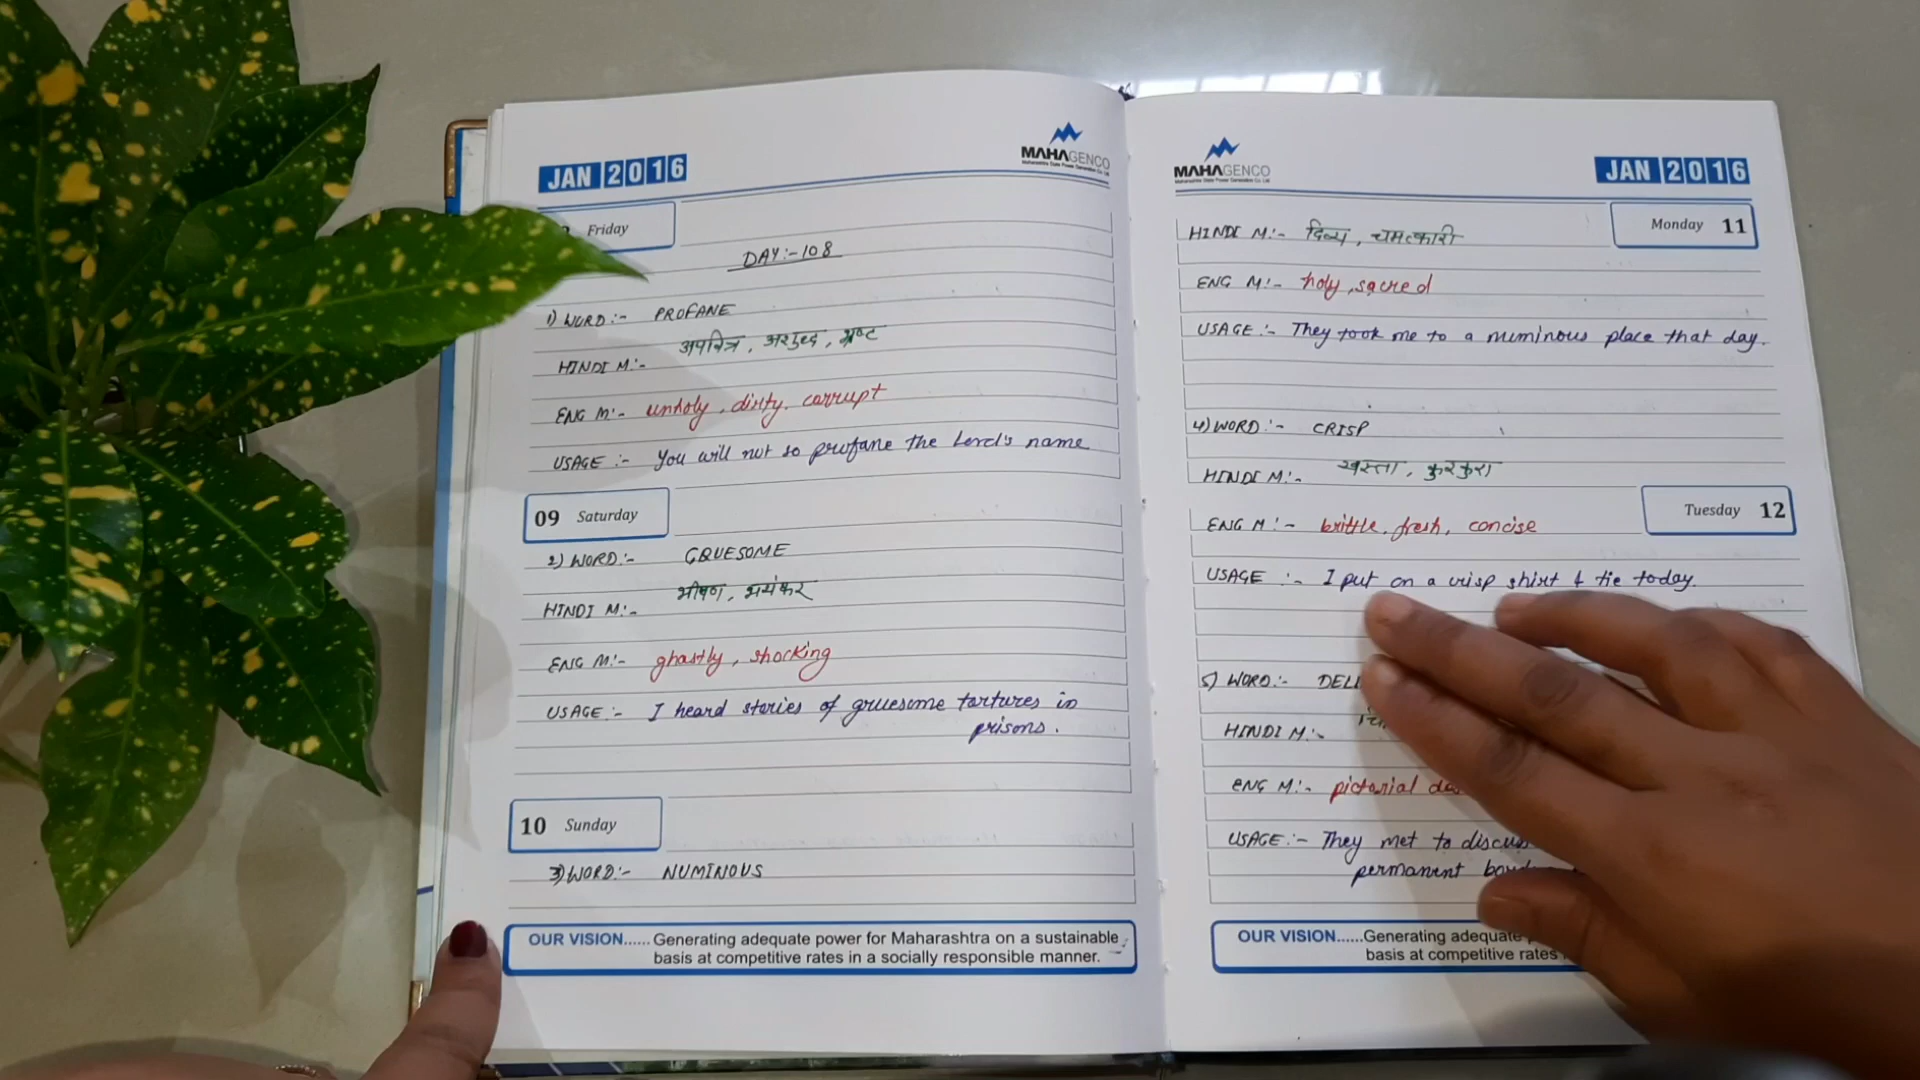 JAN 2016
MAHAGENCO
Friday
DAY:-108
1) WORD:- PROFANE
HINDI M:- अपवित्र, अशुद्ध, भ्रष्ट
ENG M:- unholy, dirty, corrupt
USAGE:- You will not so profane the Lord's name
09 Saturday
2) WORD:- GRUESOME
HINDI M:- भीषण, भयंकर
ENG M:- ghastly, shocking
USAGE:- I heard stories of gruesome tortures in
prisons.
10 Sunday
3) WORD:- NUMINOUS
OUR VISION...... Generating adequate power for Maharashtra on a sustainable
basis at competitive rates in a socially responsible manner.
MAHAGENCO
JAN 2016
Monday 11
HINDI M:- दिव्य, चमत्कारी
ENG M:- holy, sacred
USAGE:- They took me to a numinous place that day.
4) WORD:- CRISP
HINDI M:- खस्ता, कुरकुरा
Tuesday 12
ENG M:- brittle, fresh, concise
USAGE:- I put on a crisp shirt & tie today.
5) WORD:-
HINDI M:-
ENG M:- pictorial
USAGE:- They met to discuss
permanent
OUR VISION......Generating adequate
basis at competitive rates